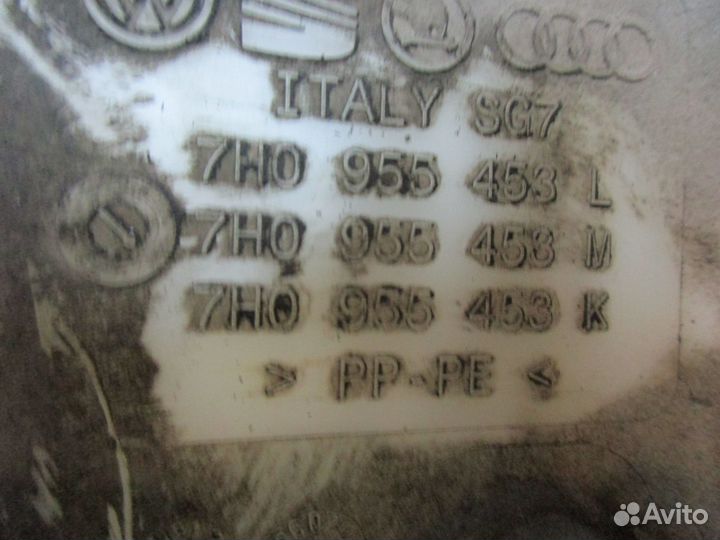 ITALY SG7
7H0 955 453 L
7H0 955 453 M
7H0 955 453 K
> PP-PE <
Avito